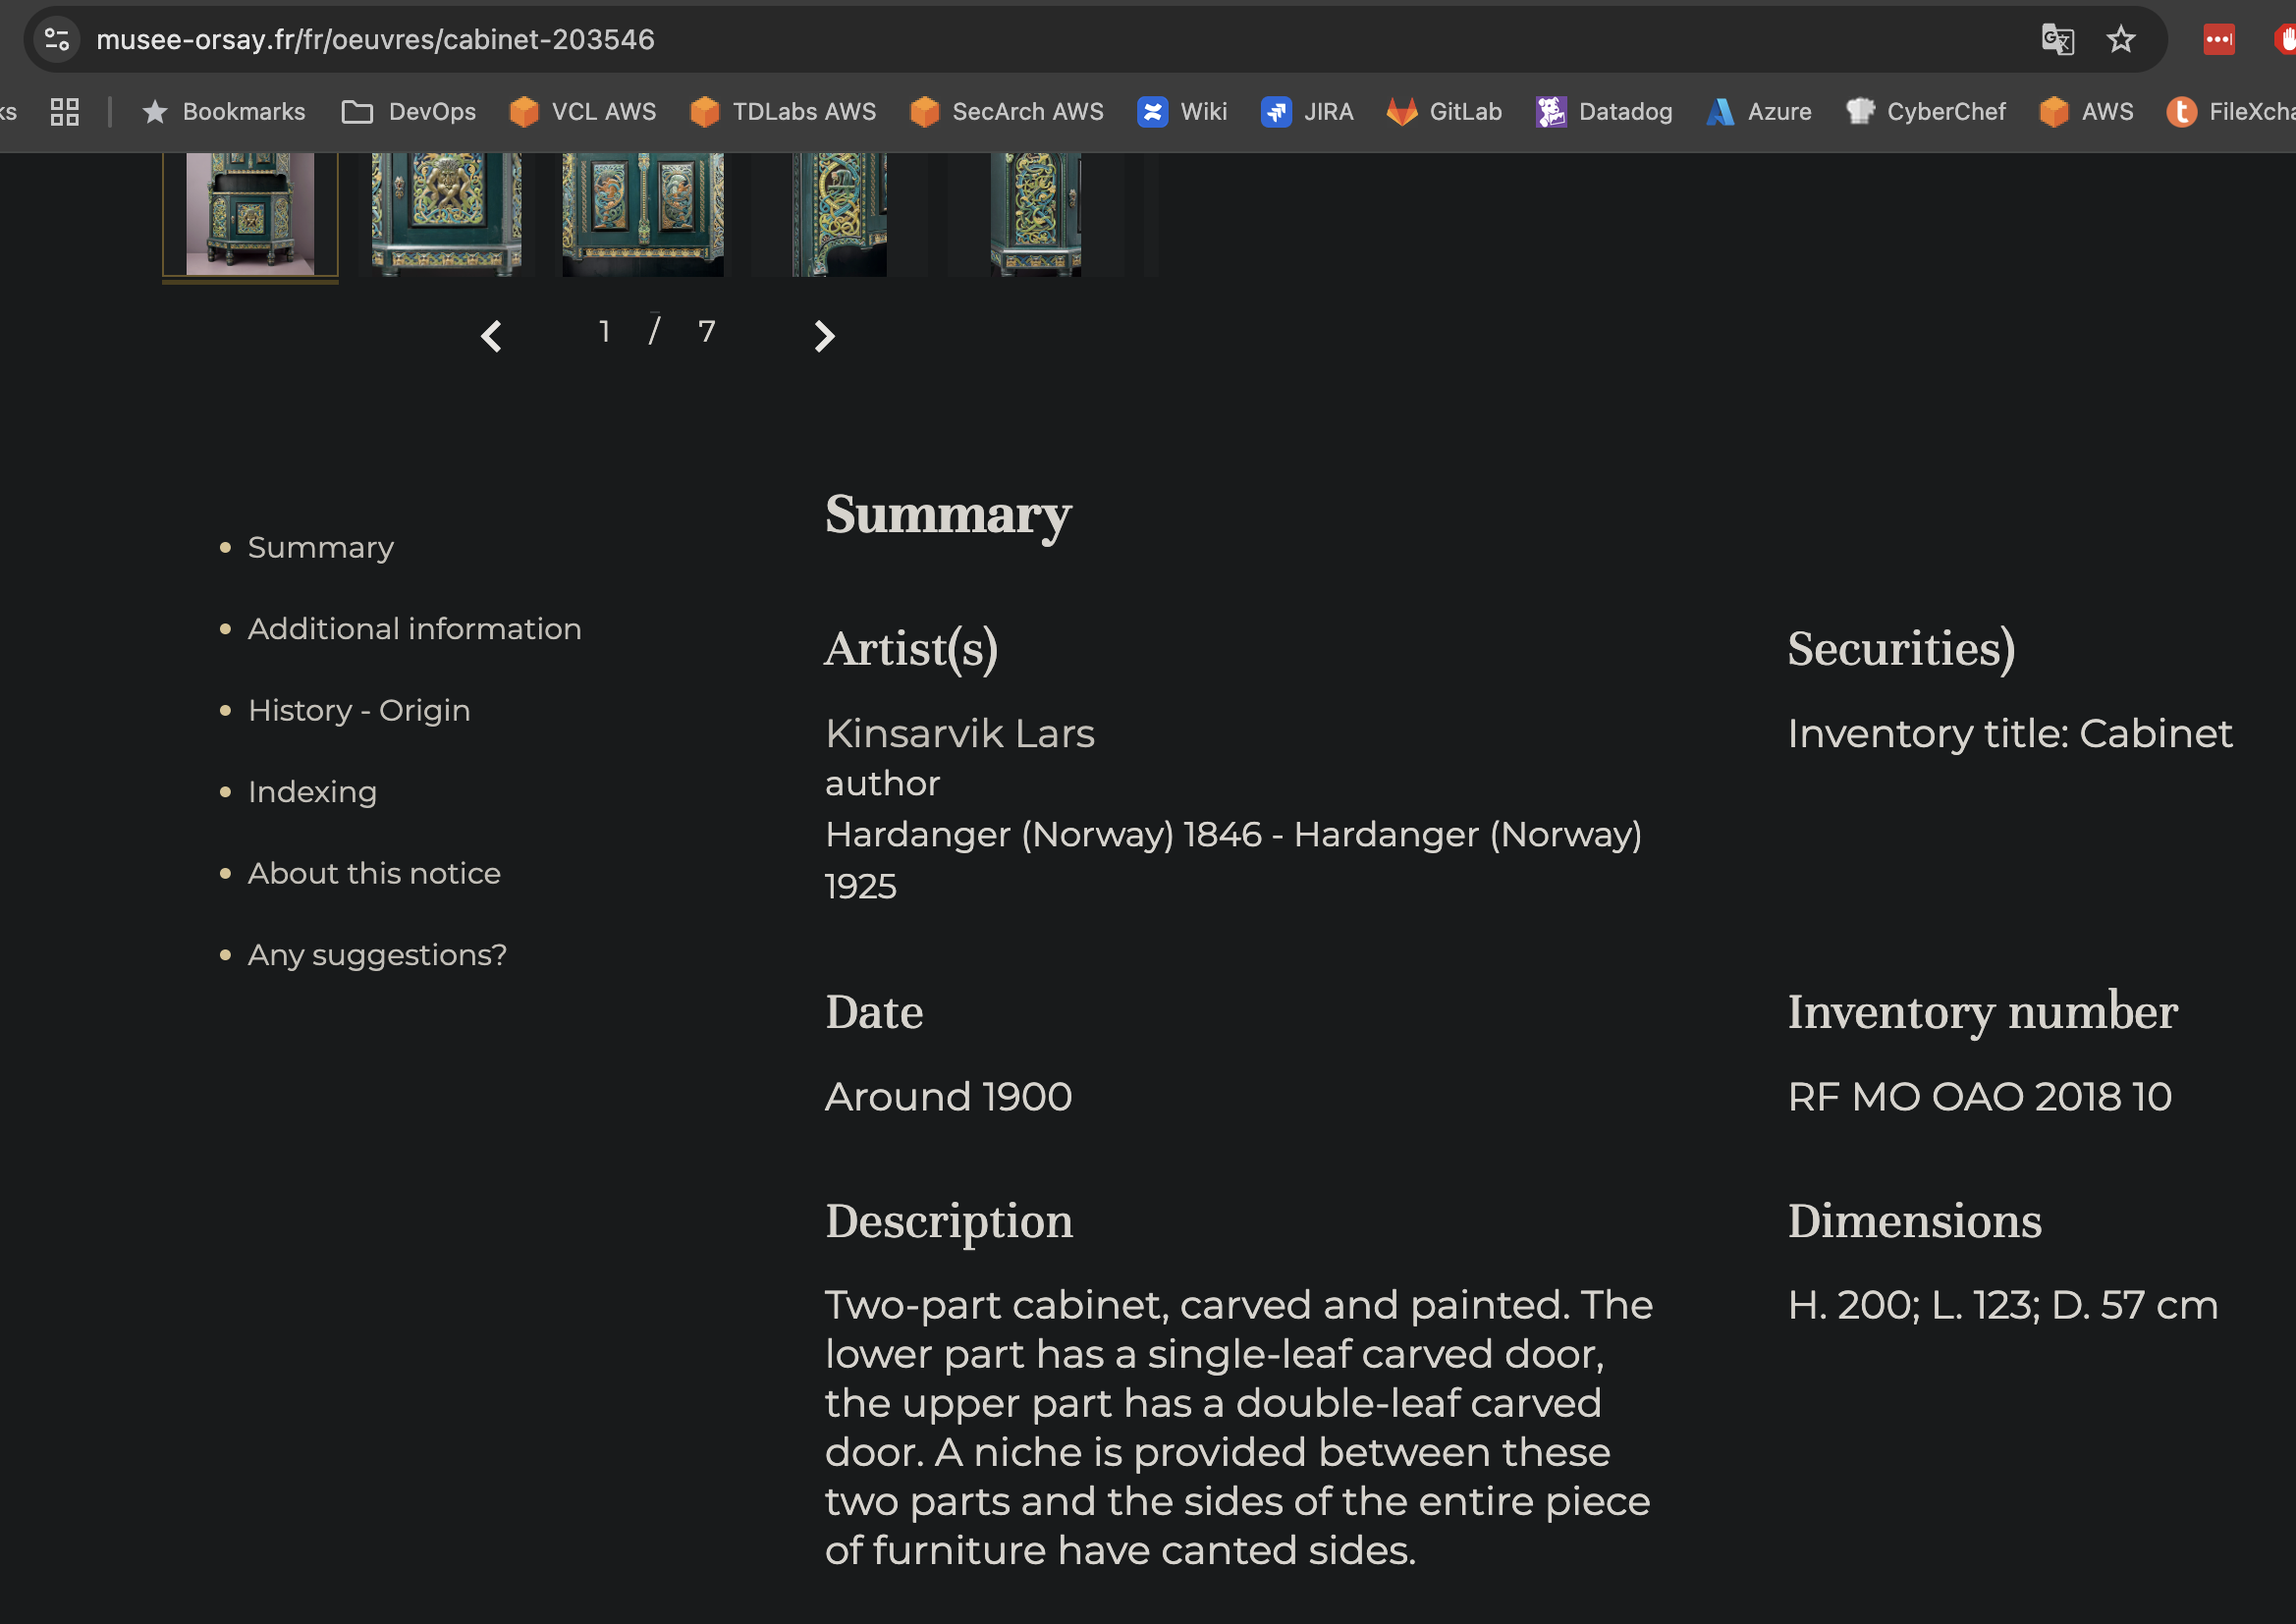 musee-orsay.fr/fr/oeuvres/cabinet-203546
Bookmarks DevOps VCL AWS TDLabs AWS SecArch AWS Wiki JIRA GitLab Datadog Azure CyberChef AWS
1 / 7
Summary
Additional information
History - Origin
Indexing
About this notice
Any suggestions?
Summary
Artist(s)
Kinsarvik Lars
author
Hardanger (Norway) 1846 - Hardanger (Norway)
1925
Securities)
Inventory title: Cabinet
Date
Around 1900
Inventory number
RF MO OAO 2018 10
Description
Two-part cabinet, carved and painted. The
lower part has a single-leaf carved door,
the upper part has a double-leaf carved
door. A niche is provided between these
two parts and the sides of the entire piece
of furniture have canted sides.
Dimensions
H. 200; L. 123; D. 57 cm